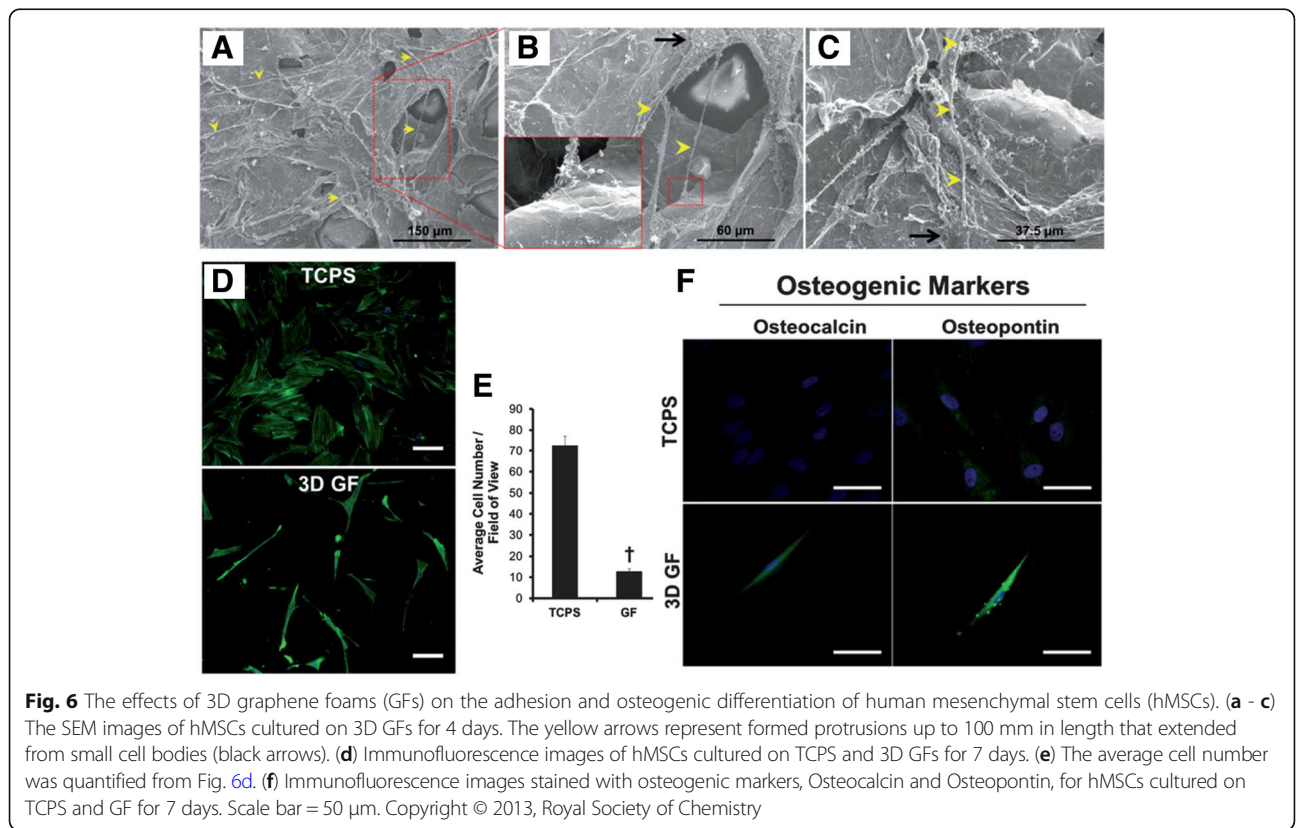 A
B
C
150 µm
60 µm
37.5 µm
D
TCPS
3D GF
E
Average Cell Number /
Field of View
90
80
70
60
50
40
30
20
10
0
†
TCPS
GF
F
Osteogenic Markers
Osteocalcin
Osteopontin
TCPS
3D GF
Fig. 6 The effects of 3D graphene foams (GFs) on the adhesion and osteogenic differentiation of human mesenchymal stem cells (hMSCs). (a - c)
The SEM images of hMSCs cultured on 3D GFs for 4 days. The yellow arrows represent formed protrusions up to 100 mm in length that extended
from small cell bodies (black arrows). (d) Immunofluorescence images of hMSCs cultured on TCPS and 3D GFs for 7 days. (e) The average cell number
was quantified from Fig. 6d. (f) Immunofluorescence images stained with osteogenic markers, Osteocalcin and Osteopontin, for hMSCs cultured on
TCPS and GF for 7 days. Scale bar = 50 µm. Copyright © 2013, Royal Society of Chemistry